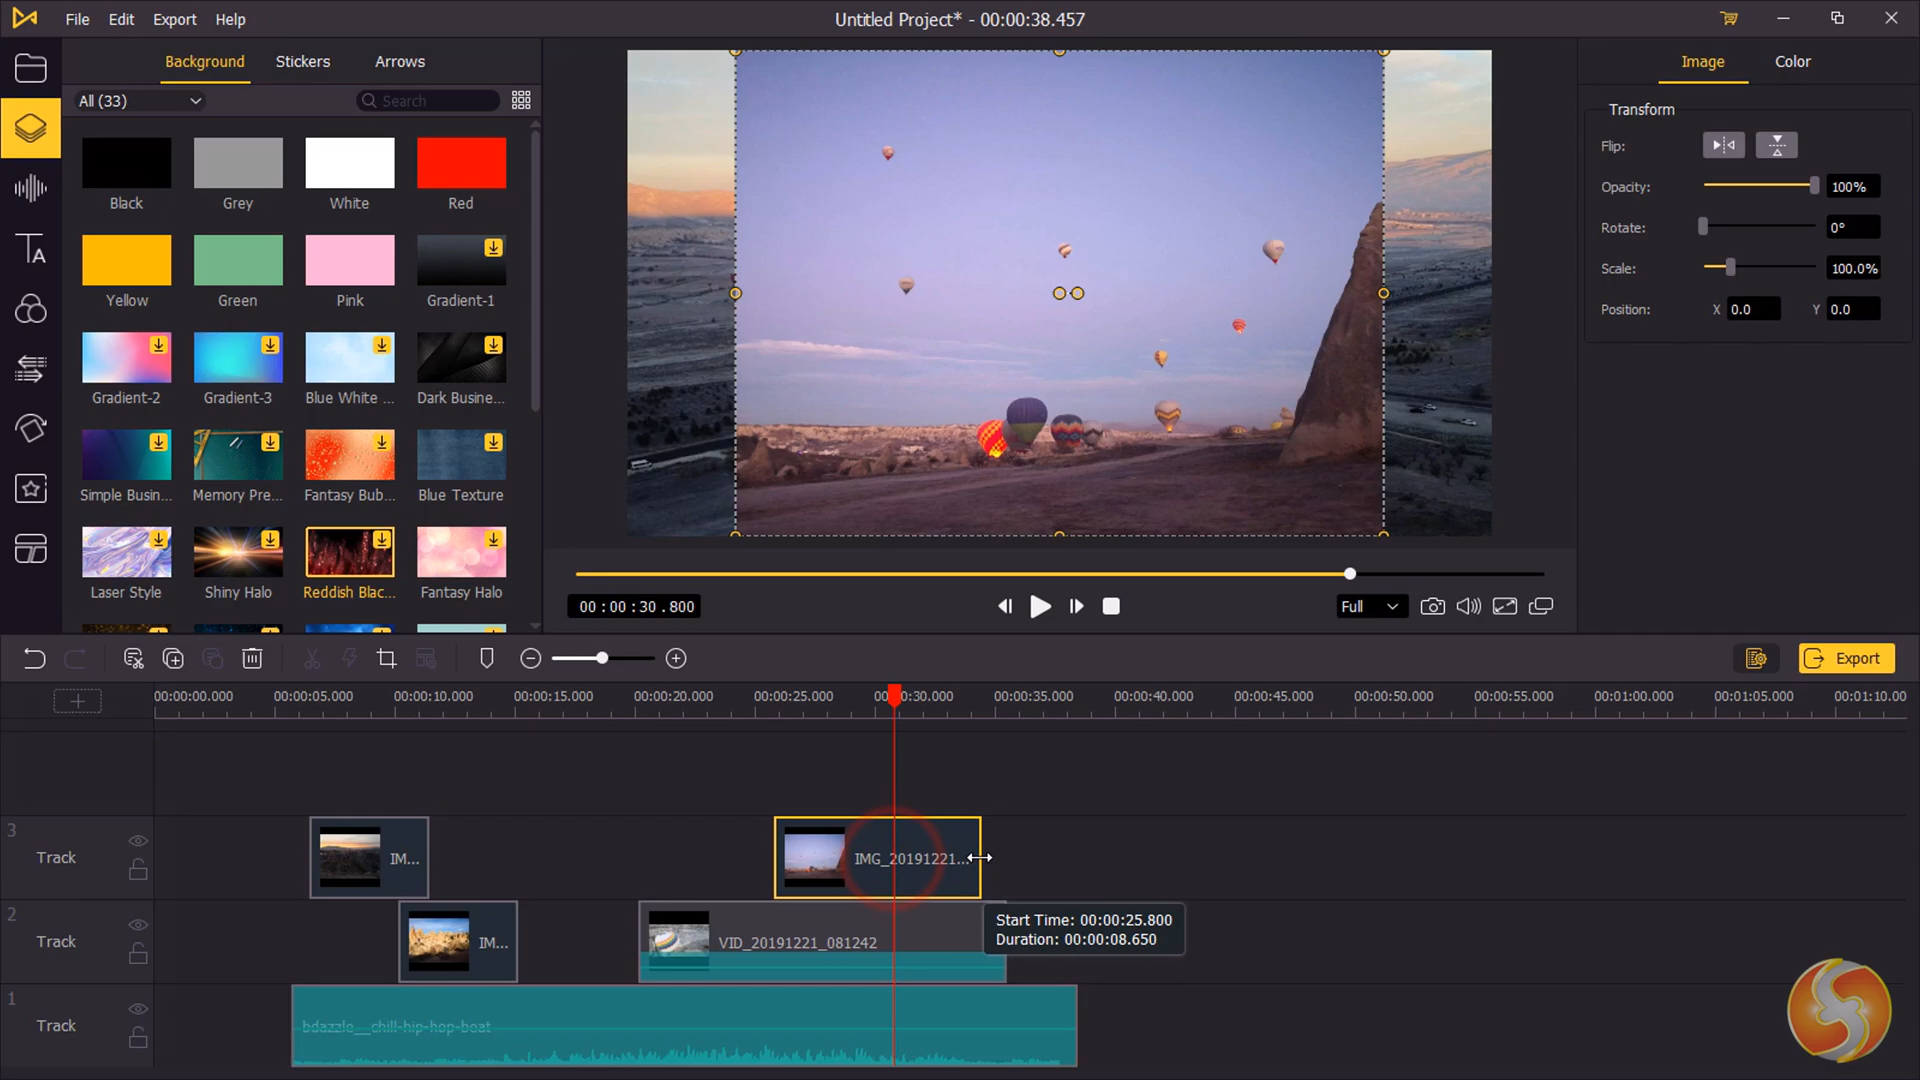 File Edit Export Help
Untitled Project* - 00:00:38.457
Background Stickers Arrows
All (33)
Search
Black Grey White Red
Yellow Green Pink Gradient-1
Gradient-2 Gradient-3 Blue White ... Dark Busine...
Simple Busin... Memory Pre... Fantasy Bub... Blue Texture
Laser Style Shiny Halo Reddish Blac... Fantasy Halo
00 : 00 : 30 . 800
Full
Image Color
Transform
Flip:
Opacity: 100%
Rotate: 0°
Scale: 100.0%
Position: X 0.0 Y 0.0
Export
00:00:00.000 00:00:05.000 00:00:10.000 00:00:15.000 00:00:20.000 00:00:25.000 00:00:30.000 00:00:35.000 00:00:40.000 00:00:45.000 00:00:50.000 00:00:55.000 00:01:00.000 00:01:05.000 00:01:10.00
3
Track
IM...
IMG_20191221...
2
Track
IM...
VID_20191221_081242
Start Time: 00:00:25.800
Duration: 00:00:08.650
1
Track
bdazzle__chill-hip-hop-beat